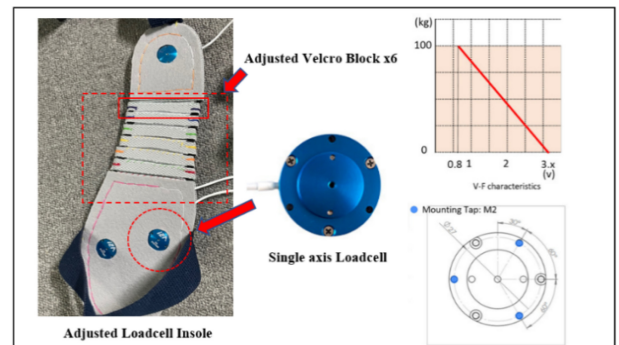 Adjusted Velcro Block x6
Single axis Loadcell
Adjusted Loadcell Insole
(kg)
100
0
0.8 1 2 3.x
(v)
V-F characteristics
Mounting Tap: M2